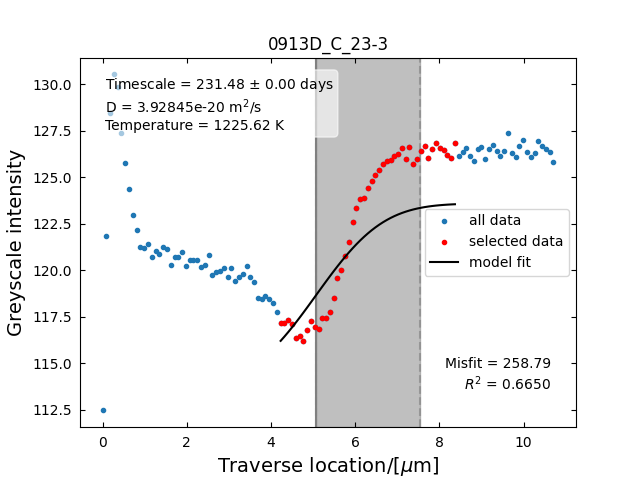 0913D_C_23-3
Timescale = 231.48 ± 0.00 days
D = 3.92845e-20 m²/s
Temperature = 1225.62 K
130.0
127.5
125.0
122.5
120.0
117.5
115.0
112.5
Greyscale intensity
all data
selected data
model fit
Misfit = 258.79
R² = 0.6650
0 2 4 6 8 10
Traverse location/[μm]